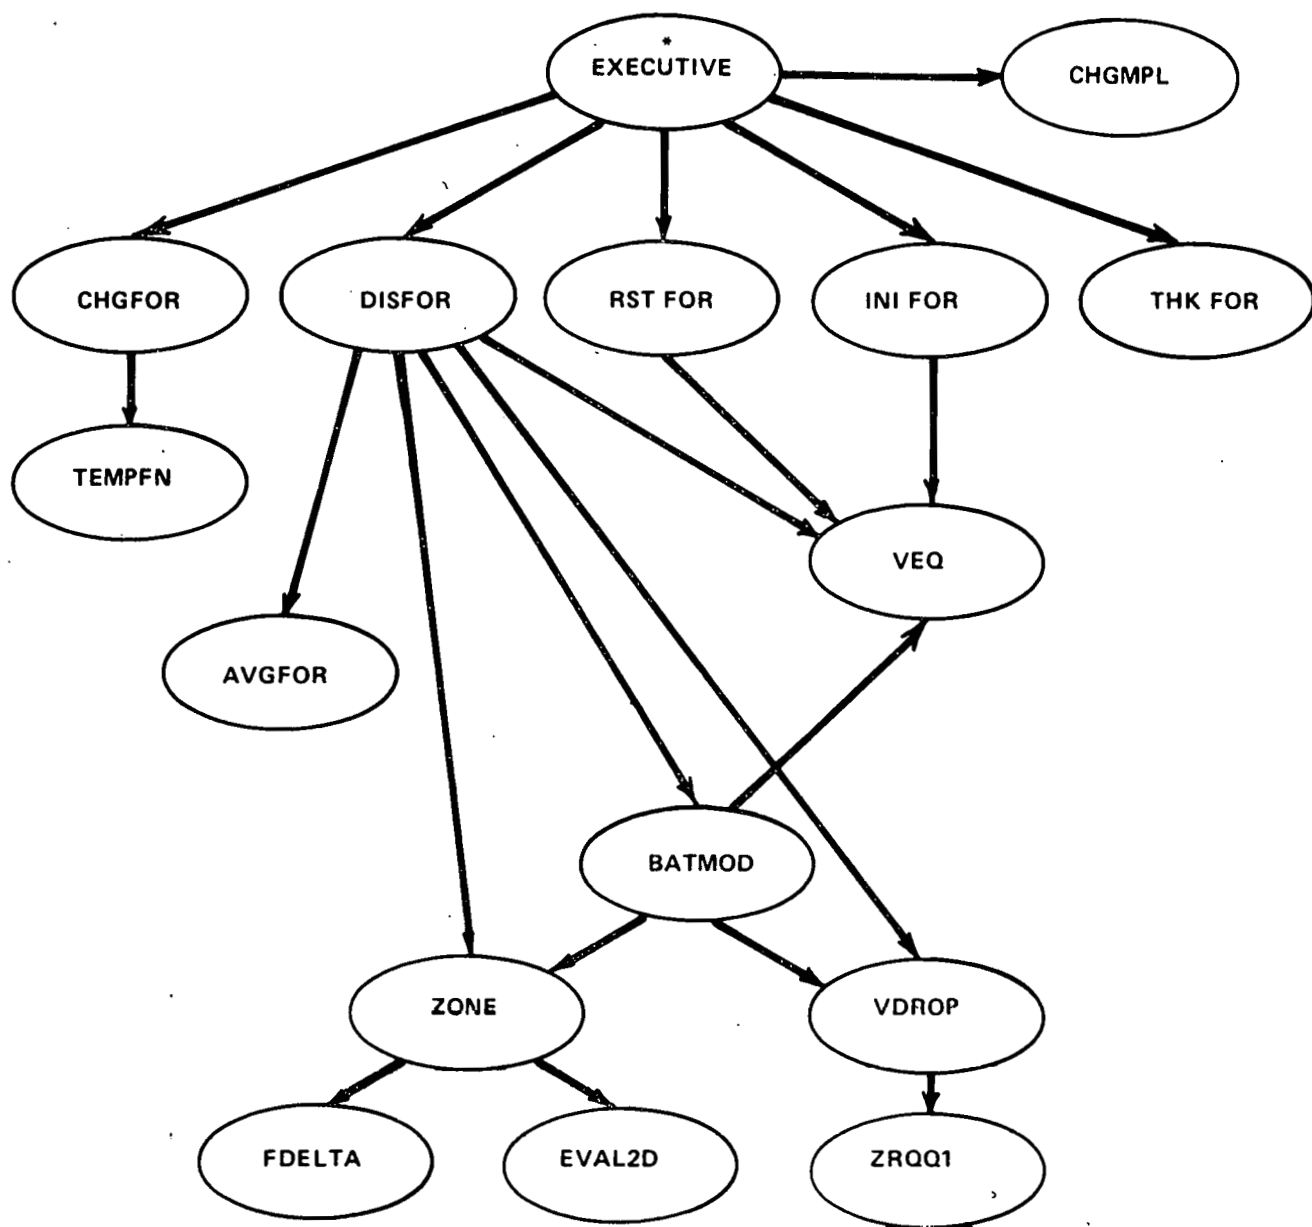 *
EXECUTIVE
CHGMPL
CHGFOR
DISFOR
RST FOR
INI FOR
THK FOR
TEMPFN
VEQ
AVGFOR
BATMOD
ZONE
VDROP
FDELTA
EVAL2D
ZRQQ1